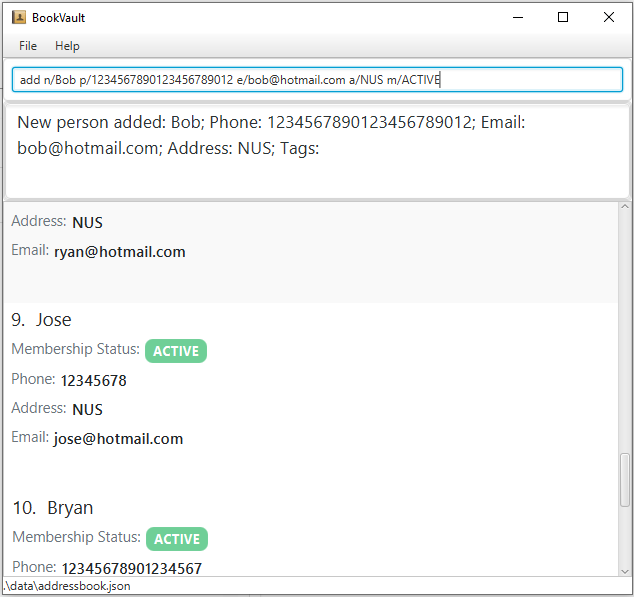 BookVault
File Help
add n/Bob p/1234567890123456789012 e/bob@hotmail.com a/NUS m/ACTIVE
New person added: Bob; Phone: 1234567890123456789012; Email:
bob@hotmail.com; Address: NUS; Tags:
Address: NUS
Email: ryan@hotmail.com
9. Jose
Membership Status: ACTIVE
Phone: 12345678
Address: NUS
Email: jose@hotmail.com
10. Bryan
Membership Status: ACTIVE
Phone: 12345678901234567
.\data\addressbook.json